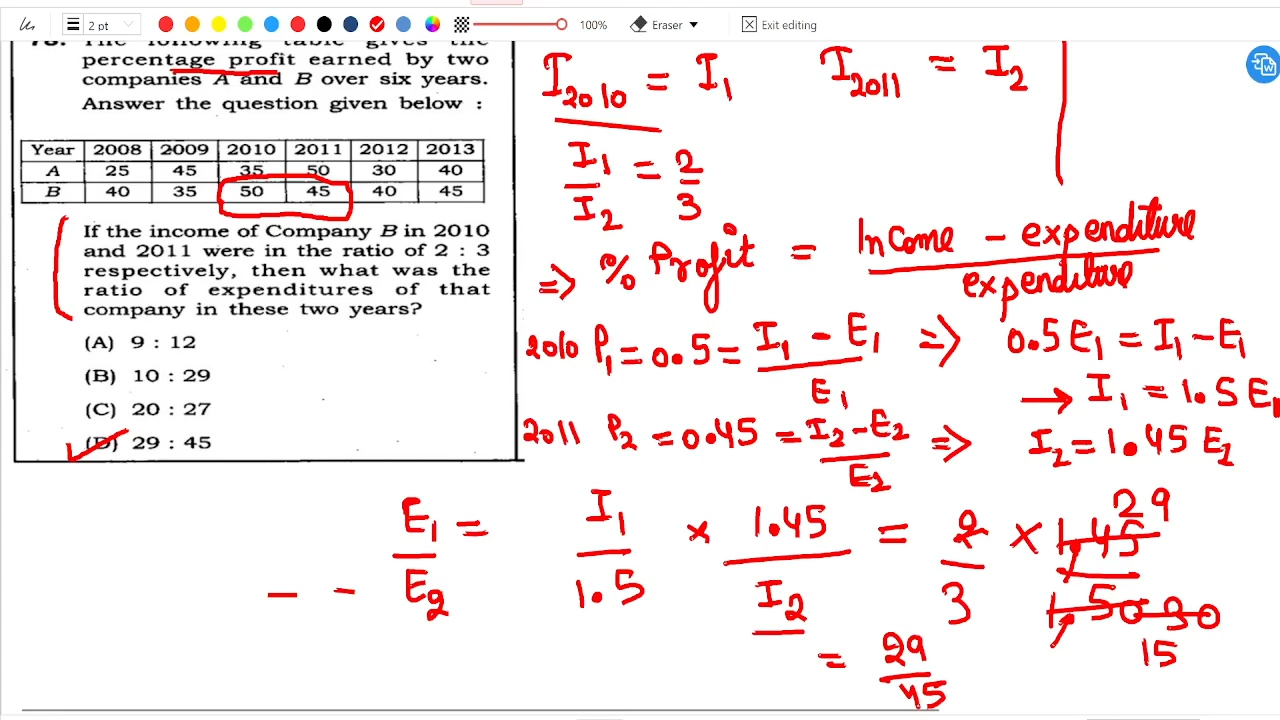 2 pt
100%
Eraser
Exit editing
78. The following table gives the
percentage profit earned by two
companies A and B over six years.
Answer the question given below :
Year 2008 2009 2010 2011 2012 2013
A 25 45 35 50 30 40
B 40 35 50 45 40 45
If the income of Company B in 2010
and 2011 were in the ratio of 2 : 3
respectively, then what was the
ratio of expenditures of that
company in these two years?
(A) 9 : 12
(B) 10 : 29
(C) 20 : 27
(D) 29 : 45
I2010 = I1 I2011 = I2
I1/I2 = 2/3
=> % Profit = Income - expenditure / expenditure
2010 P1 = 0.5 = I1 - E1 / E1 => 0.5 E1 = I1 - E1
→ I1 = 1.5 E1
2011 P2 = 0.45 = I2 - E2 / E2 => I2 = 1.45 E2
E1/E2 = I1/1.5 × 1.45/I2 = 2/3 × 1.45/1.50 29 30 15
= 29/45